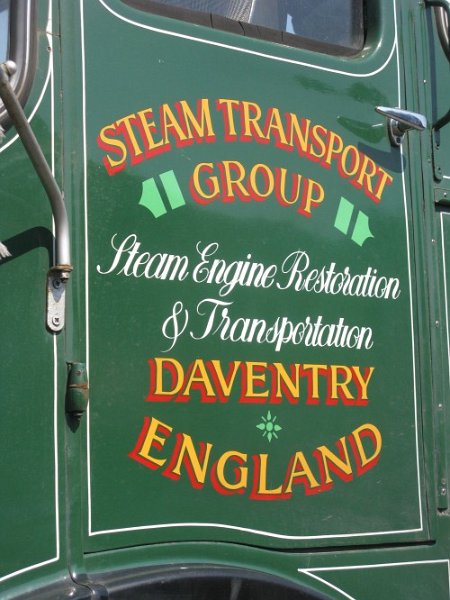 STEAM TRANSPORT
GROUP
Steam Engine Restoration
& Transportation
DAVENTRY
ENGLAND